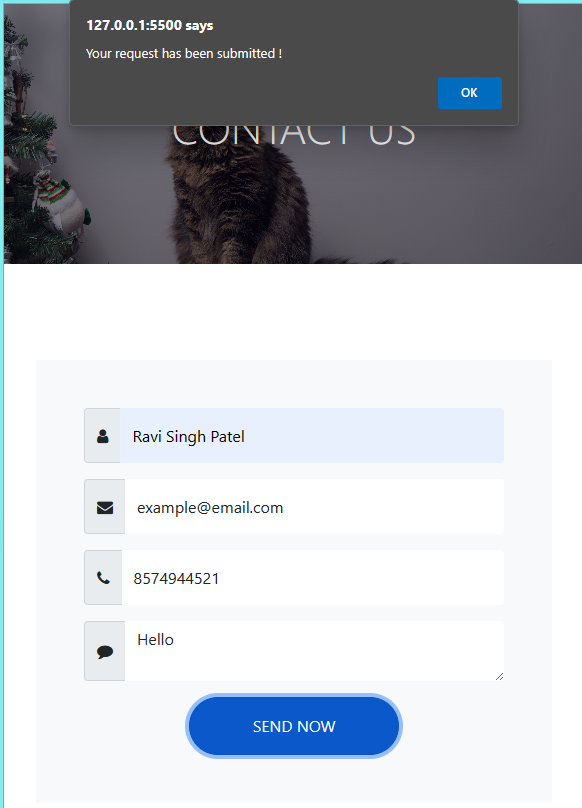 127.0.0.1:5500 says
Your request has been submitted !
OK
CONTACT US
Ravi Singh Patel
example@email.com
8574944521
Hello
SEND NOW